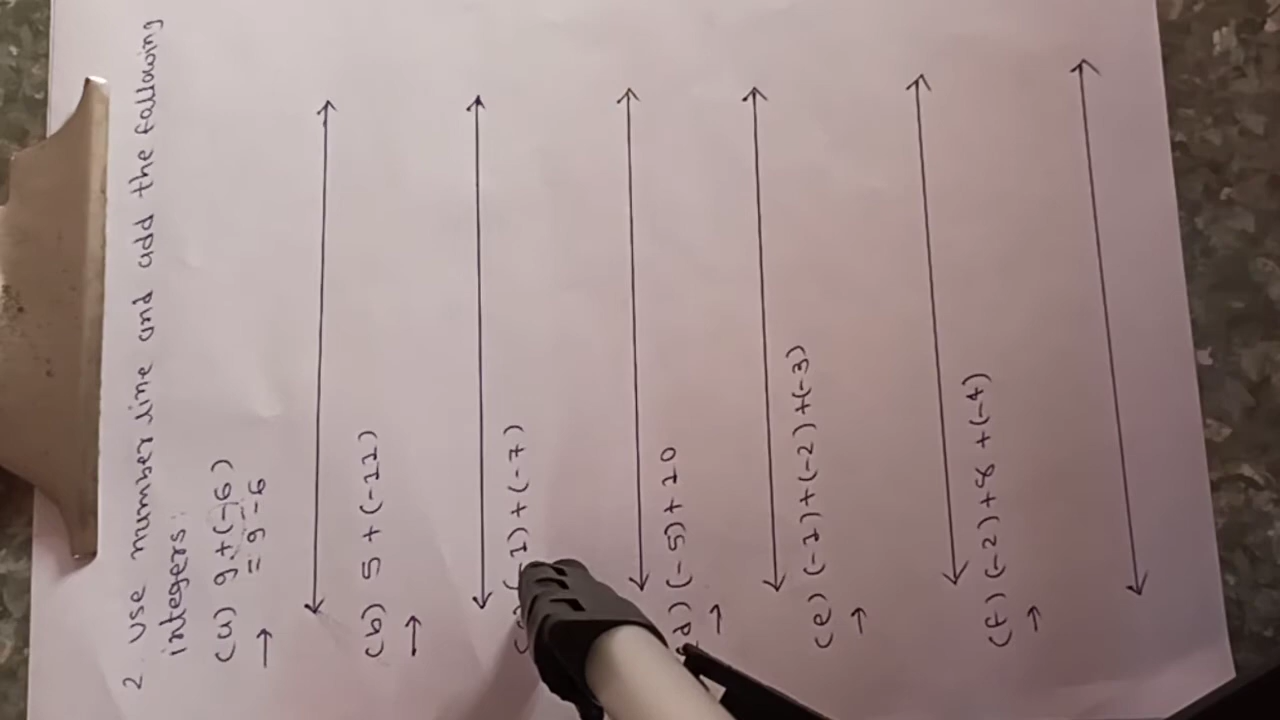 2. Use number line and add the following
integers:
(a) 9+(-6)
→ = 9-6
(b) 5+(-11)
→
1)+(-7)
d) (-5)+10
→
(e) (-1)+(-2)+(-3)
→
(f) (-2)+8+(-4)
→